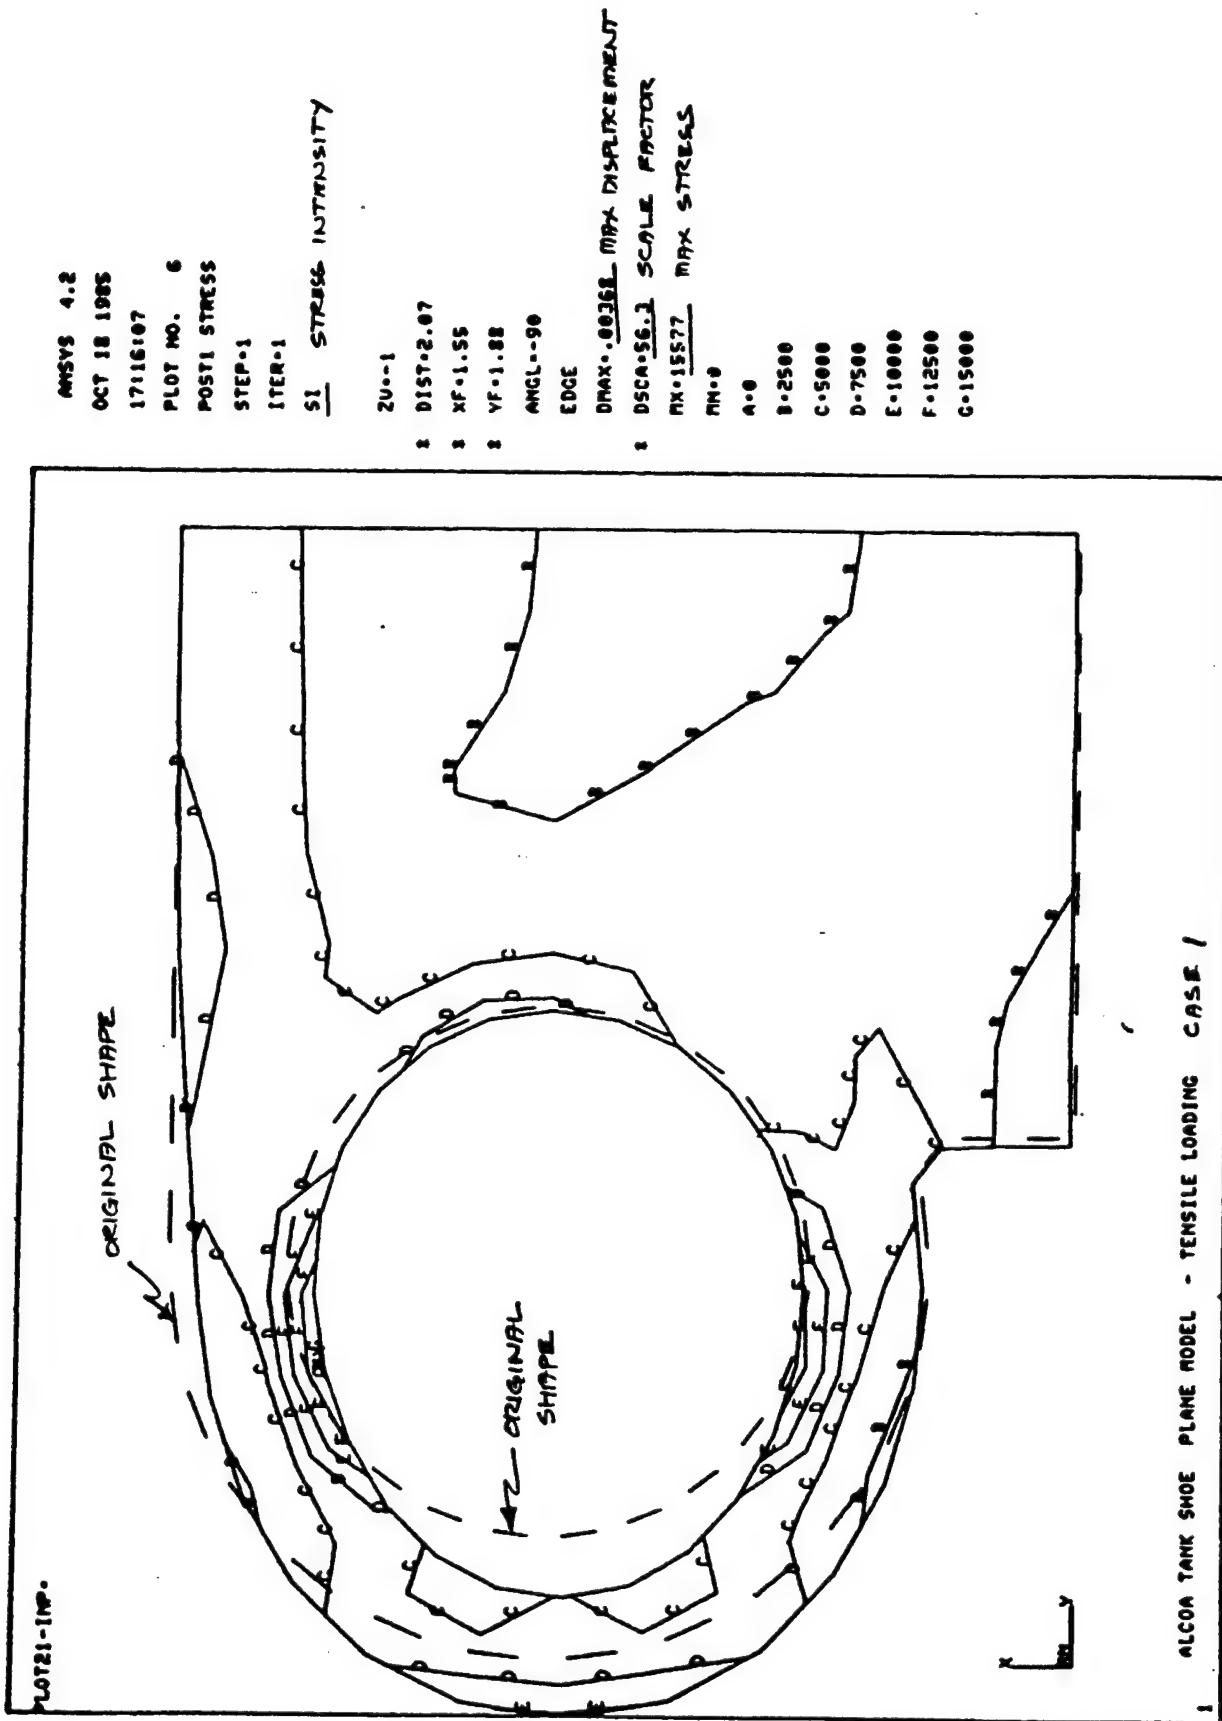 PLOT21-INP=
ORIGINAL SHAPE
ORIGINAL
SHAPE
X
Y
1 ALCOA TANK SHOE PLANE MODEL - TENSILE LOADING CASE 1
ANSYS 4.2
OCT 18 1985
17:16:07
PLOT NO. 6
POST1 STRESS
STEP=1
ITER=1
SI STRESS INTENSITY
ZV=-1
* DIST=2.07
* XF=1.55
* YF=1.88
ANGL=-90
EDGE
DMAX=.00368 MAX DISPLACEMENT
* DSCA=56.3 SCALE FACTOR
MX=15577 MAX STRESS
MN=0
A=0
B=2500
C=5000
D=7500
E=10000
F=12500
G=15000